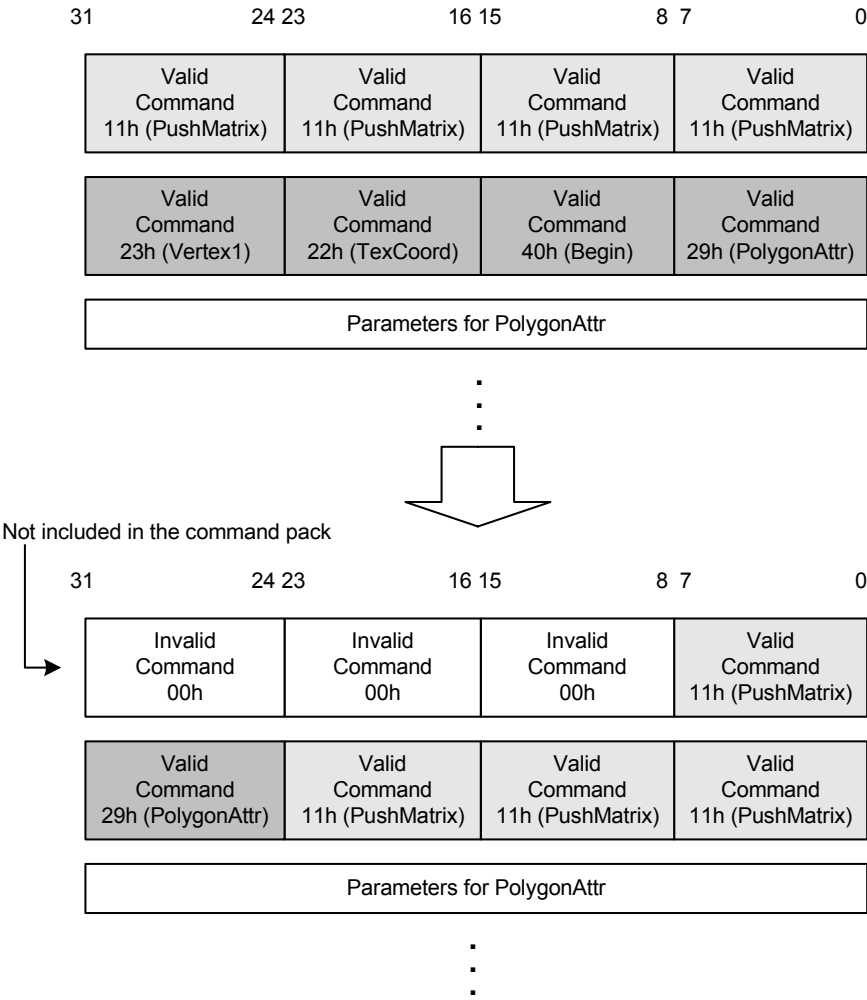 31 24 23 16 15 8 7 0
Valid Valid Valid Valid
Command Command Command Command
11h (PushMatrix) 11h (PushMatrix) 11h (PushMatrix) 11h (PushMatrix)
Valid Valid Valid Valid
Command Command Command Command
23h (Vertex1) 22h (TexCoord) 40h (Begin) 29h (PolygonAttr)
Parameters for PolygonAttr
.
.
.
Not included in the command pack
31 24 23 16 15 8 7 0
Invalid Invalid Invalid Valid
Command Command Command Command
00h 00h 00h 11h (PushMatrix)
Valid Valid Valid Valid
Command Command Command Command
29h (PolygonAttr) 11h (PushMatrix) 11h (PushMatrix) 11h (PushMatrix)
Parameters for PolygonAttr
.
.
.